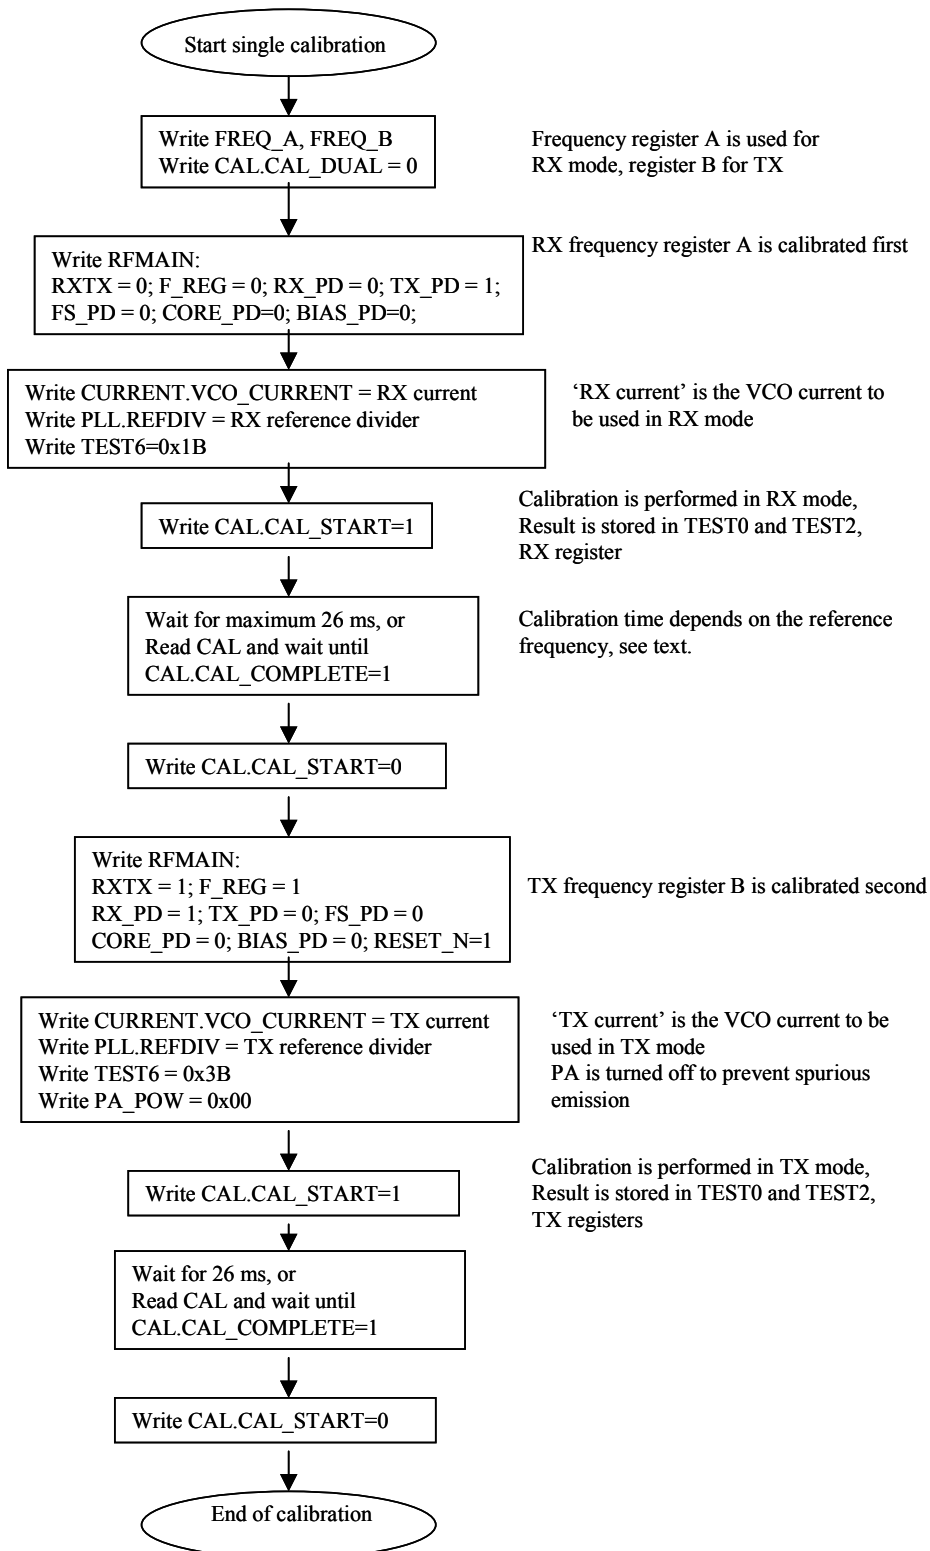 Start single calibration
Write FREQ_A, FREQ_B
Write CAL.CAL_DUAL = 0
Frequency register A is used for
RX mode, register B for TX
RX frequency register A is calibrated first
Write RFMAIN:
RXTX = 0; F_REG = 0; RX_PD = 0; TX_PD = 1;
FS_PD = 0; CORE_PD=0; BIAS_PD=0;
Write CURRENT.VCO_CURRENT = RX current
Write PLL.REFDIV = RX reference divider
Write TEST6=0x1B
‘RX current’ is the VCO current to
be used in RX mode
Write CAL.CAL_START=1
Calibration is performed in RX mode,
Result is stored in TEST0 and TEST2,
RX register
Wait for maximum 26 ms, or
Read CAL and wait until
CAL.CAL_COMPLETE=1
Calibration time depends on the reference
frequency, see text.
Write CAL.CAL_START=0
Write RFMAIN:
RXTX = 1; F_REG = 1
RX_PD = 1; TX_PD = 0; FS_PD = 0
CORE_PD = 0; BIAS_PD = 0; RESET_N=1
TX frequency register B is calibrated second
Write CURRENT.VCO_CURRENT = TX current
Write PLL.REFDIV = TX reference divider
Write TEST6 = 0x3B
Write PA_POW = 0x00
‘TX current’ is the VCO current to be
used in TX mode
PA is turned off to prevent spurious
emission
Write CAL.CAL_START=1
Calibration is performed in TX mode,
Result is stored in TEST0 and TEST2,
TX registers
Wait for 26 ms, or
Read CAL and wait until
CAL.CAL_COMPLETE=1
Write CAL.CAL_START=0
End of calibration